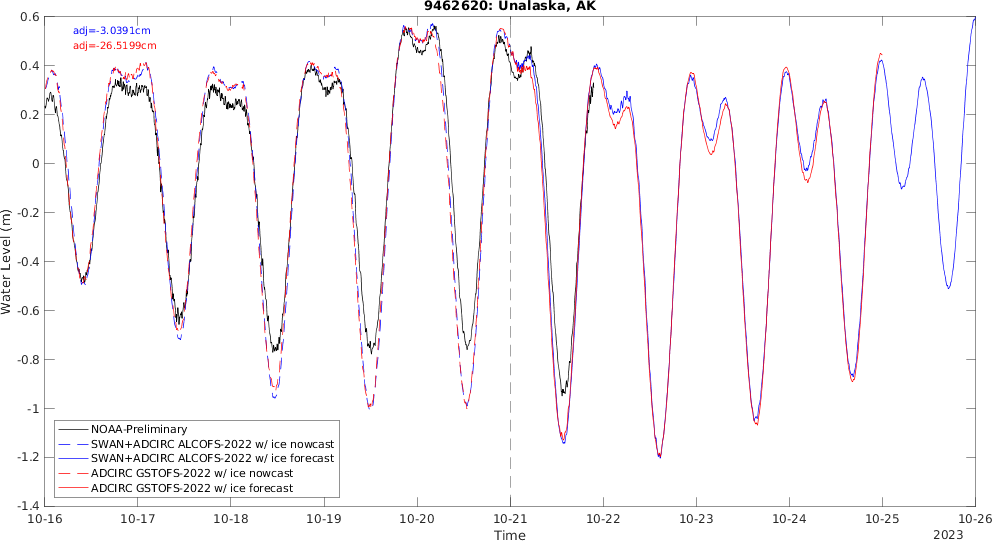 9462620: Unalaska, AK
adj=-3.0391cm
adj=-26.5199cm
0.6
0.4
0.2
0
-0.2
-0.4
-0.6
-0.8
-1
-1.2
-1.4
Water Level (m)
NOAA-Preliminary
SWAN+ADCIRC ALCOFS-2022 w/ ice nowcast
SWAN+ADCIRC ALCOFS-2022 w/ ice forecast
ADCIRC GSTOFS-2022 w/ ice nowcast
ADCIRC GSTOFS-2022 w/ ice forecast
10-16 10-17 10-18 10-19 10-20 10-21 10-22 10-23 10-24 10-25 10-26
Time
2023